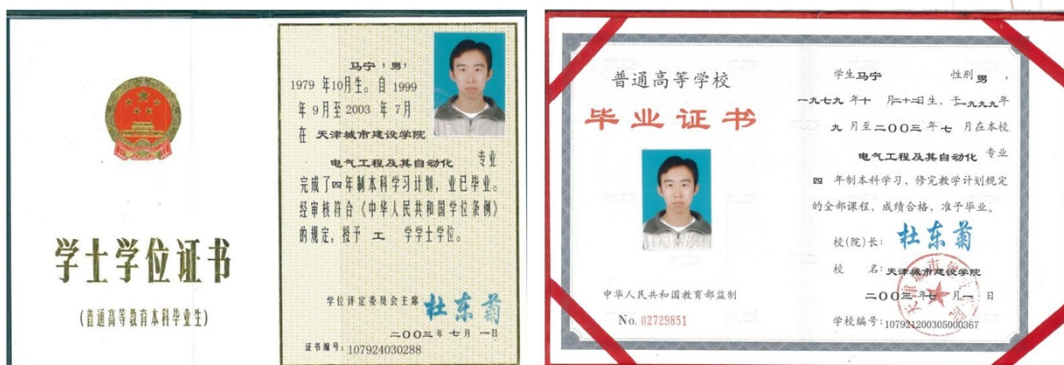 学士学位证书
(普通高等教育本科毕业生)
马宁 , 男 ,
1979 年10月生。自 1999
年 9月至 2003 年 7月
在 天津城市建设学院
电气工程及其自动化 专业
完成了四年制本科学习计划，业已毕业。
经审核符合《中华人民共和国学位条例》
的规定，授予 工 学学士学位。
学位评定委员会主席 杜东菊
二〇〇三年 七月 一日
证书编号：107924030288
普通高等学校
毕业证书
中华人民共和国教育部监制
No. 02729851
学生马宁 性别 男 ，
一九七九 年十 月二十二日生，于一九九九年
九 月至二〇〇三 年 七 月在本校
电气工程及其自动化 专业
四 年制本科学习，修完教学计划规定
的全部课程，成绩合格，准予毕业。
校(院)长： 杜东菊
校 名：天津城市建设学院
二〇〇三年七 月 一 日
学校编号：107921200305000367